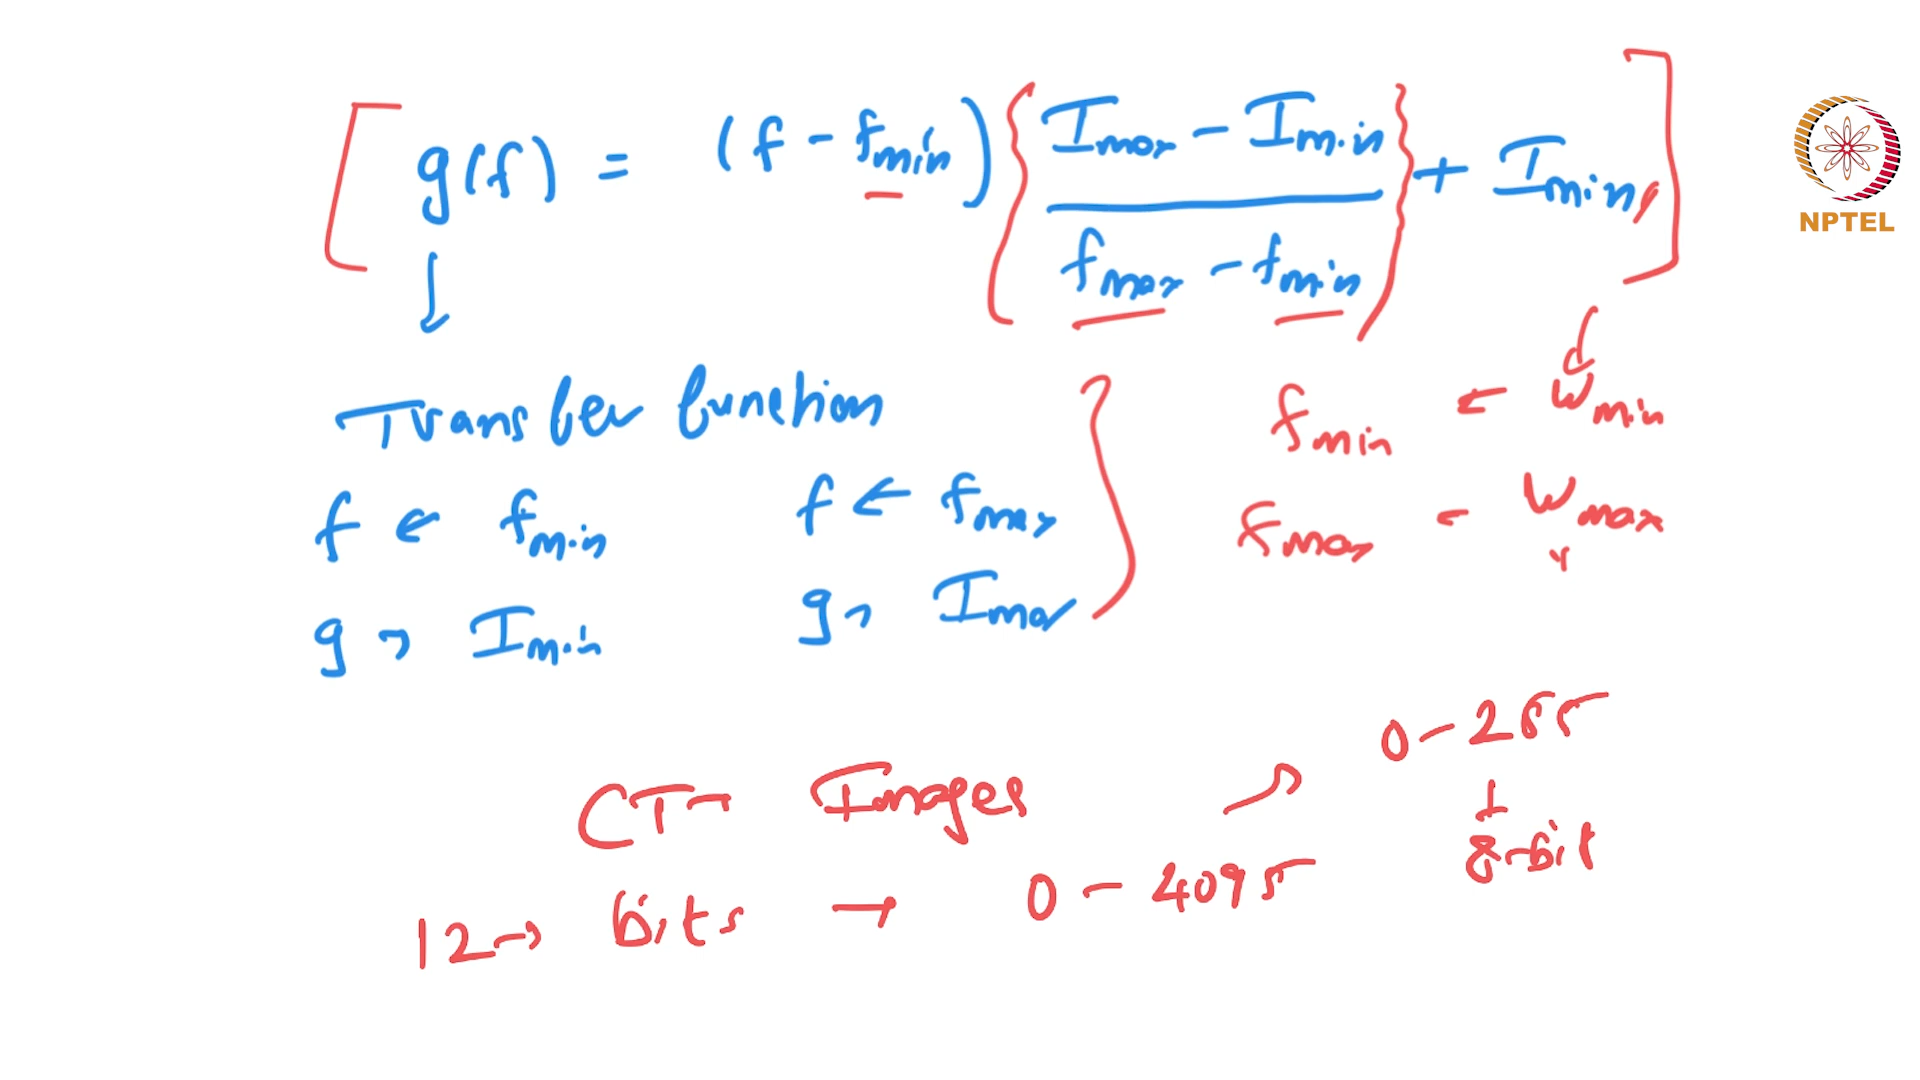 g(f) = (f - fmin) { Imax - Imin / fmax - fmin } + Imin
NPTEL
Transfer function
fmin ← Wmin
fmax ← Wmax
f ← fmin    f ← fmax
g → Imin    g → Imax
CT Images → 0 - 255
↓
8-bit
12 → bits → 0 - 4095